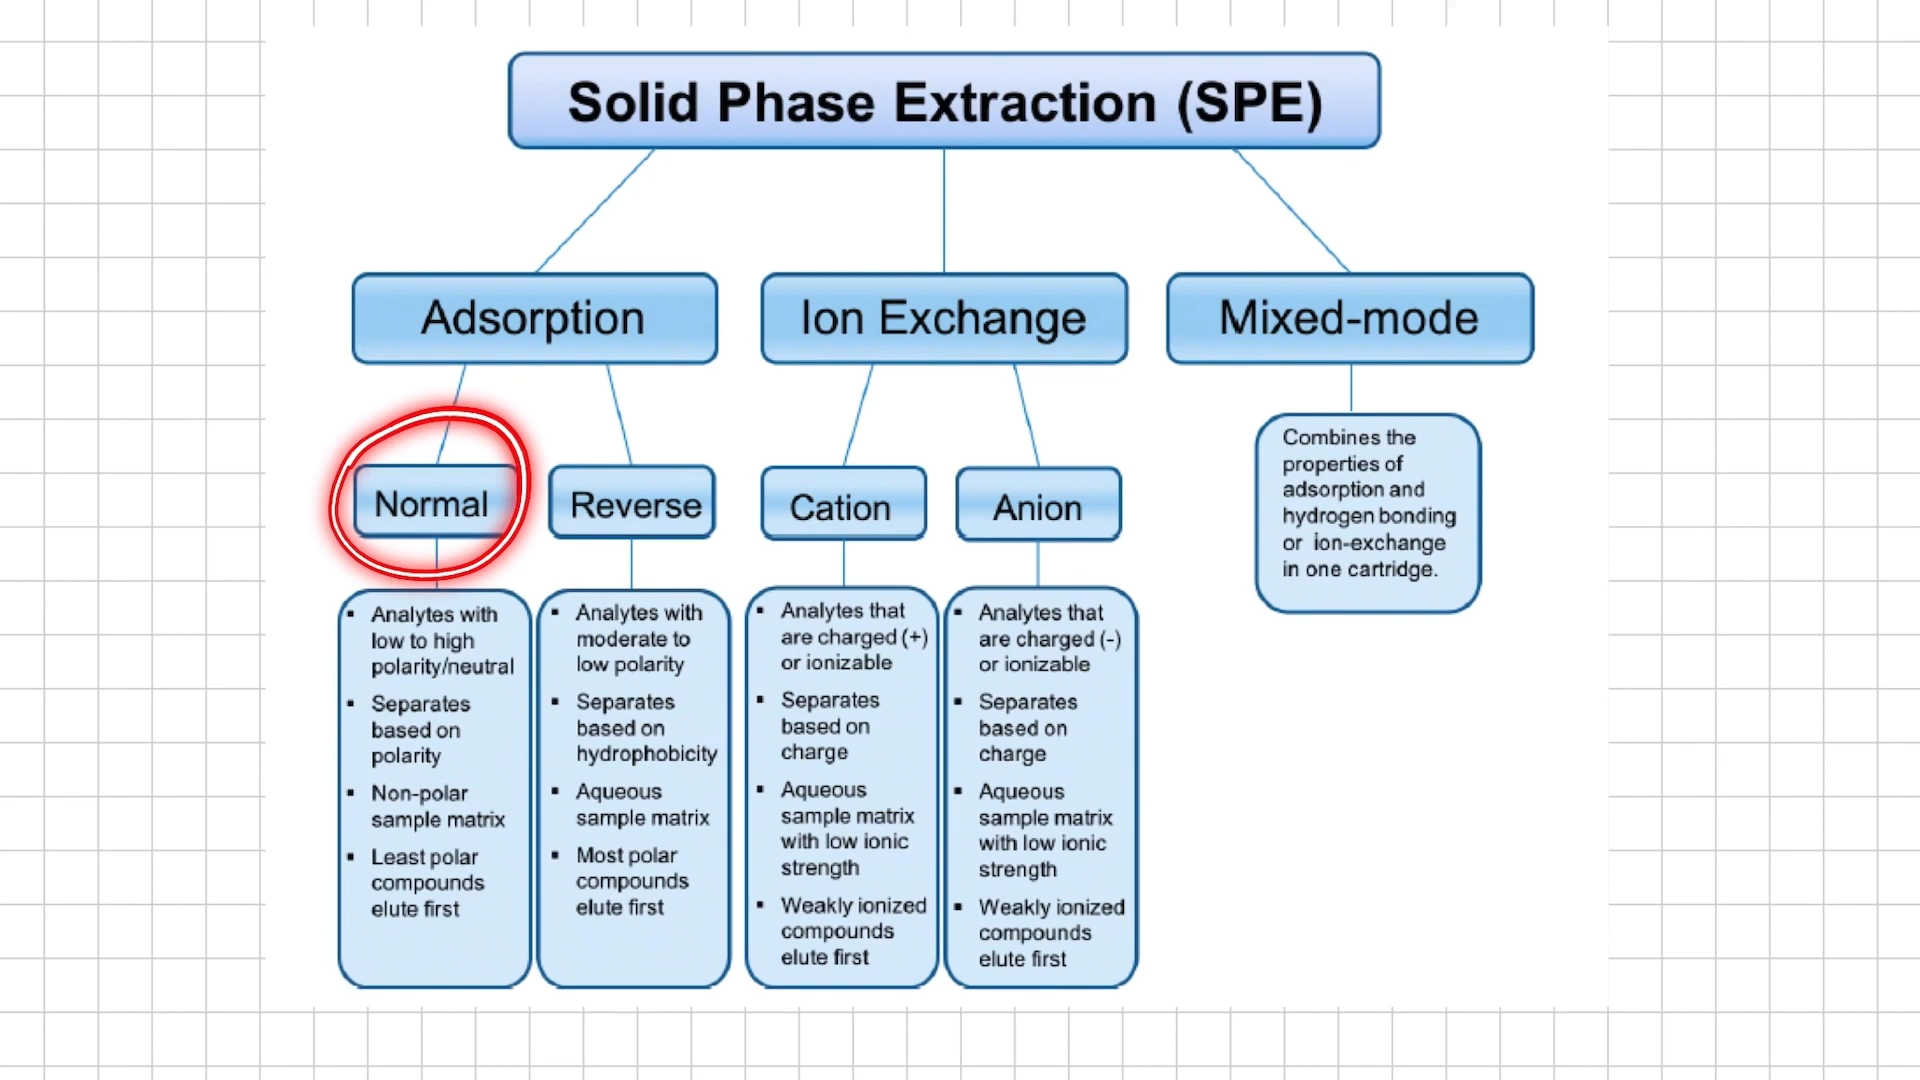 Solid Phase Extraction (SPE)
Adsorption
Ion Exchange
Mixed-mode
Normal
Reverse
Cation
Anion
Combines the
properties of
adsorption and
hydrogen bonding
or ion-exchange
in one cartridge.
▪ Analytes with
low to high
polarity/neutral
▪ Separates
based on
polarity
▪ Non-polar
sample matrix
▪ Least polar
compounds
elute first
▪ Analytes with
moderate to
low polarity
▪ Separates
based on
hydrophobicity
▪ Aqueous
sample matrix
▪ Most polar
compounds
elute first
▪ Analytes that
are charged (+)
or ionizable
▪ Separates
based on
charge
▪ Aqueous
sample matrix
with low ionic
strength
▪ Weakly ionized
compounds
elute first
▪ Analytes that
are charged (-)
or ionizable
▪ Separates
based on
charge
▪ Aqueous
sample matrix
with low ionic
strength
▪ Weakly ionized
compounds
elute first